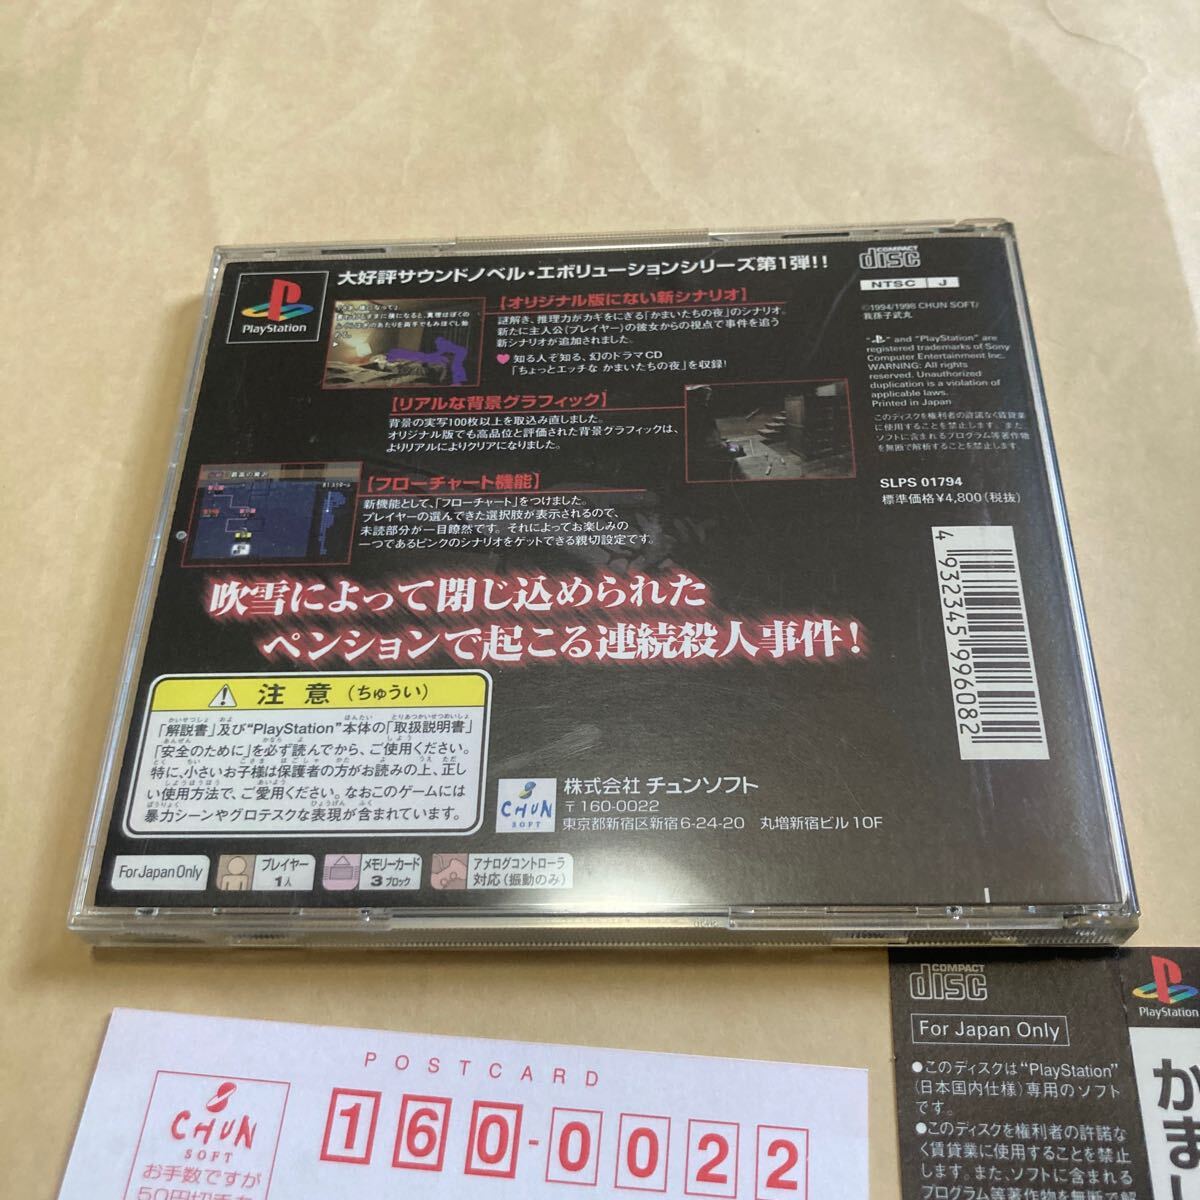 PlayStation
大好評サウンドノベル・エボリューションシリーズ第1弾!!
COMPACT
disc
NTSC J
【オリジナル版にない新シナリオ】
謎解き、推理力がカギをにぎる「かまいたちの夜」のシナリオ。
新たに主人公(プレイヤー)の彼女からの視点で事件を追う
新シナリオが追加されました。
知る人ぞ知る、幻のドラマCD
「ちょっとエッチな かまいたちの夜」を収録!
©1994/1998 CHUN SOFT/
我孫子武丸
" " and "PlayStation" are
registered trademarks of Sony
Computer Entertainment Inc.
WARNING: All rights
reserved. Unauthorized
duplication is a violation of
applicable laws.
Printed in Japan
このディスクを権利者の許諾なく賃貸業
に使用することを禁止します。また、
ソフトに含まれるプログラム等著作物
を無断で解析することを禁止します。
SLPS 01794
標準価格¥4,800(税抜)
【リアルな背景グラフィック】
背景の実写100枚以上を取込み直しました。
オリジナル版でも高品位と評価された背景グラフィックは、
よりリアルによりクリアになりました。
【フローチャート機能】
新機能として、「フローチャート」をつけました。
プレイヤーの選んできた選択肢が表示されるので、
未読部分が一目瞭然です。それによってお楽しみの
一つであるピンクのシナリオをゲットできる親切設定です。
吹雪によって閉じ込められた
ペンションで起こる連続殺人事件!
4 932345 996082
注意(ちゅうい)
「解説書」及び"PlayStation"本体の「取扱説明書」
「安全のために」を必ず読んでから、ご使用ください。
特に、小さいお子様は保護者の方がお読みの上、正し
い使用方法で、ご愛用ください。なおこのゲームには
暴力シーンやグロテスクな表現が含まれています。
CHUN
SOFT
株式会社 チュンソフト
〒160-0022
東京都新宿区新宿6-24-20 丸増新宿ビル10F
For Japan Only
プレイヤー
1人
メモリーカード
3ブロック
アナログコントローラ
対応(振動のみ)
POSTCARD
CHUN
SOFT
160-0022
お手数ですが
50円切手を
COMPACT
disc
For Japan Only
●このディスクは"PlayStation"
(日本国内仕様)専用のソフト
です。
●このディスクを権利者の許諾な
く賃貸業に使用することを禁止
します。また、ソフトに含まれる
プログラム等著作物を無断
PlayStation
かまい